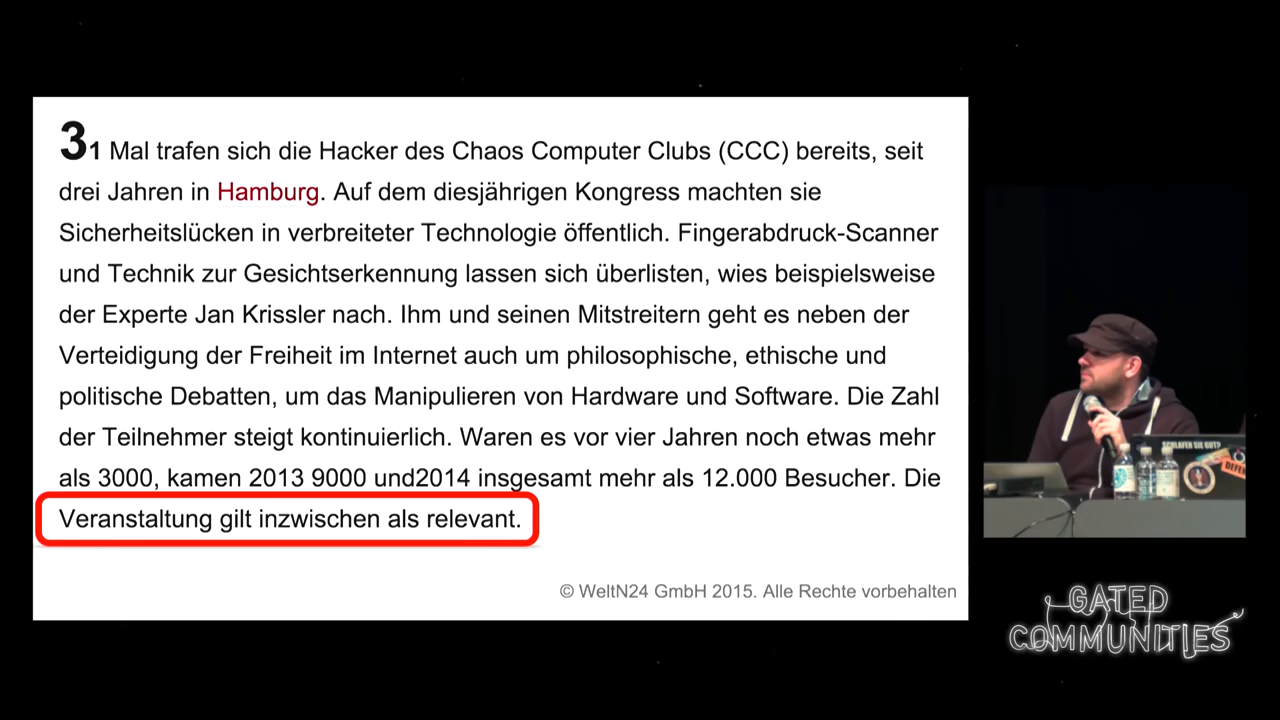 31 Mal trafen sich die Hacker des Chaos Computer Clubs (CCC) bereits, seit
drei Jahren in Hamburg. Auf dem diesjährigen Kongress machten sie
Sicherheitslücken in verbreiteter Technologie öffentlich. Fingerabdruck-Scanner
und Technik zur Gesichtserkennung lassen sich überlisten, wies beispielsweise
der Experte Jan Krissler nach. Ihm und seinen Mitstreitern geht es neben der
Verteidigung der Freiheit im Internet auch um philosophische, ethische und
politische Debatten, um das Manipulieren von Hardware und Software. Die Zahl
der Teilnehmer steigt kontinuierlich. Waren es vor vier Jahren noch etwas mehr
als 3000, kamen 2013 9000 und2014 insgesamt mehr als 12.000 Besucher. Die
Veranstaltung gilt inzwischen als relevant.
© WeltN24 GmbH 2015. Alle Rechte vorbehalten
SCHLAFEN SIE GUT?
GATED
COMMUNITIES